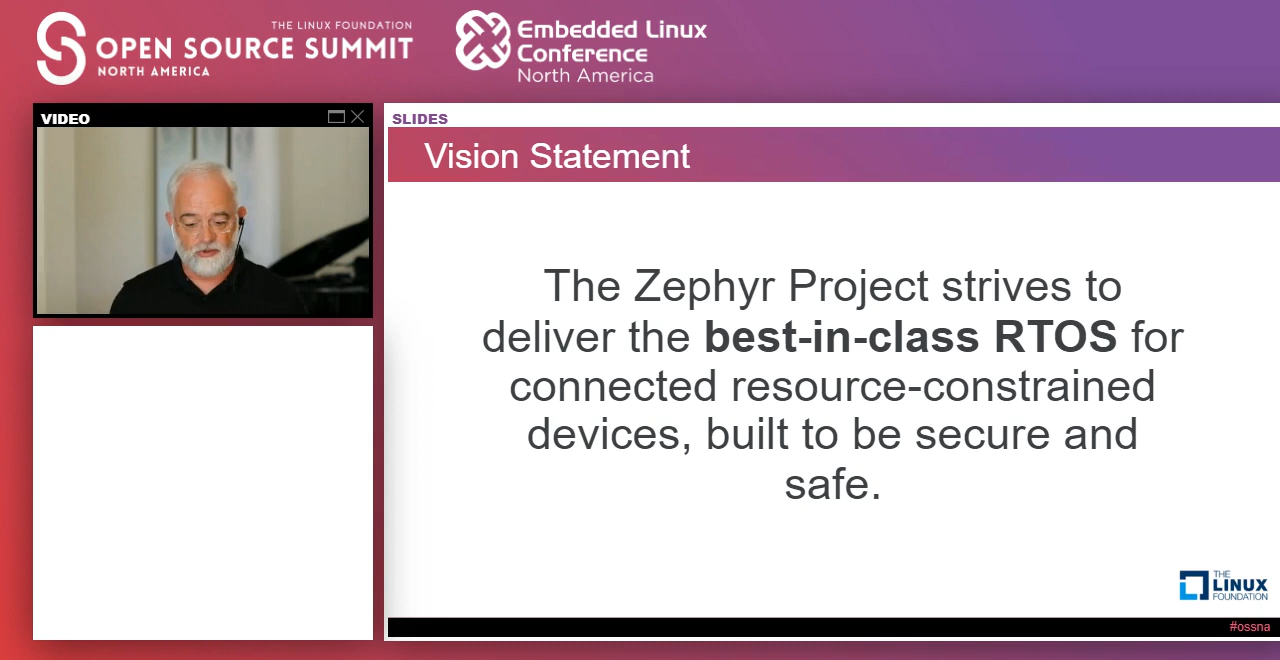 THE LINUX FOUNDATION
OPEN SOURCE SUMMIT
NORTH AMERICA
Embedded Linux
Conference
North America
VIDEO
SLIDES
Vision Statement
The Zephyr Project strives to
deliver the best-in-class RTOS for
connected resource-constrained
devices, built to be secure and
safe.
THE
LINUX
FOUNDATION
#ossna